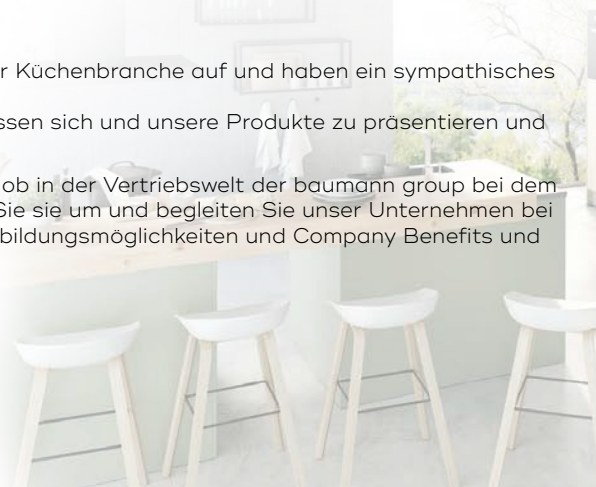 r Küchenbranche auf und haben ein sympathisches
ssen sich und unsere Produkte zu präsentieren und
ob in der Vertriebswelt der baumann group bei dem
Sie sie um und begleiten Sie unser Unternehmen bei
bildungsmöglichkeiten und Company Benefits und